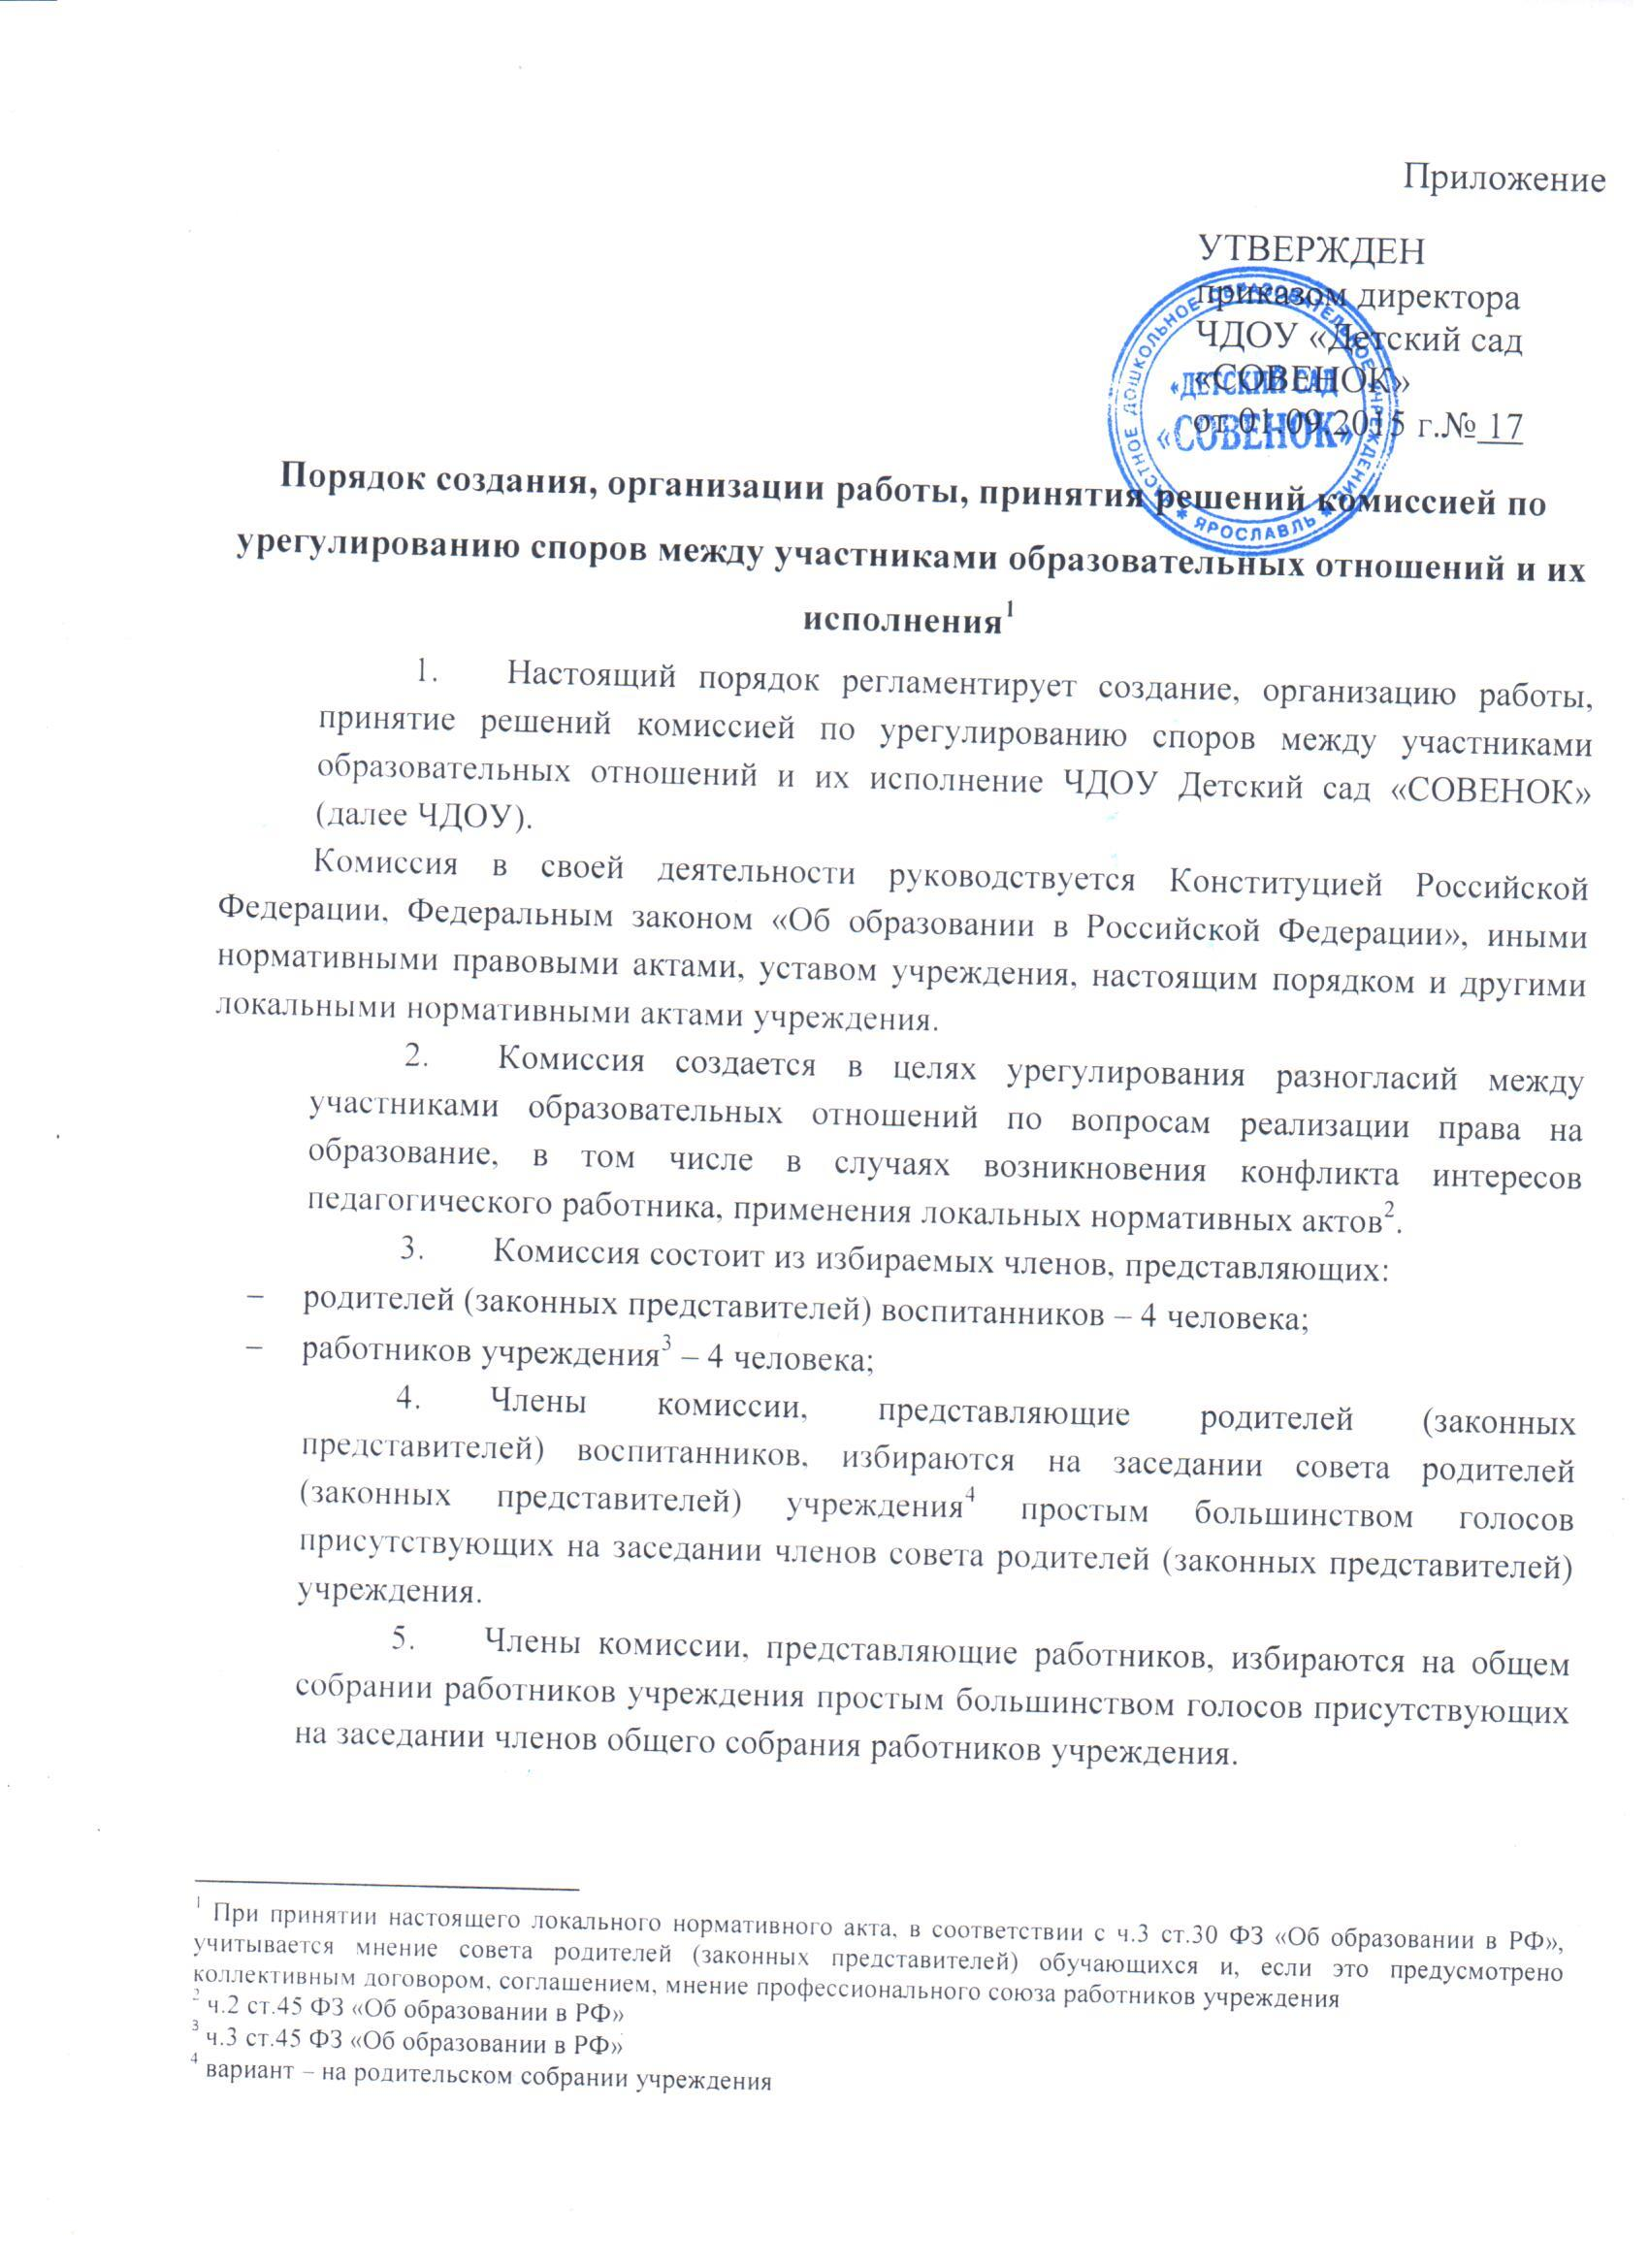 Приложение
УТВЕРЖДЕН
приказом директора
ЧДОУ «Детский сад
«СОВЕНОК»
от 01.09.2015 г.№ 17
ЧАСТНОЕ ДОШКОЛЬНОЕ ОБРАЗОВАТЕЛЬНОЕ УЧРЕЖДЕНИЕ * ЯРОСЛАВЛЬ *
«ДЕТСКИЙ САД
«СОВЕНОК»
Порядок создания, организации работы, принятия решений комиссией по
урегулированию споров между участниками образовательных отношений и их
исполнения¹
1. Настоящий порядок регламентирует создание, организацию работы,
принятие решений комиссией по урегулированию споров между участниками
образовательных отношений и их исполнение ЧДОУ Детский сад «СОВЕНОК»
(далее ЧДОУ).
Комиссия в своей деятельности руководствуется Конституцией Российской
Федерации, Федеральным законом «Об образовании в Российской Федерации», иными
нормативными правовыми актами, уставом учреждения, настоящим порядком и другими
локальными нормативными актами учреждения.
2. Комиссия создается в целях урегулирования разногласий между
участниками образовательных отношений по вопросам реализации права на
образование, в том числе в случаях возникновения конфликта интересов
педагогического работника, применения локальных нормативных актов².
3. Комиссия состоит из избираемых членов, представляющих:
– родителей (законных представителей) воспитанников – 4 человека;
– работников учреждения³ – 4 человека;
4. Члены комиссии, представляющие родителей (законных
представителей) воспитанников, избираются на заседании совета родителей
(законных представителей) учреждения⁴ простым большинством голосов
присутствующих на заседании членов совета родителей (законных представителей)
учреждения.
5. Члены комиссии, представляющие работников, избираются на общем
собрании работников учреждения простым большинством голосов присутствующих
на заседании членов общего собрания работников учреждения.
¹ При принятии настоящего локального нормативного акта, в соответствии с ч.3 ст.30 ФЗ «Об образовании в РФ»,
учитывается мнение совета родителей (законных представителей) обучающихся и, если это предусмотрено
коллективным договором, соглашением, мнение профессионального союза работников учреждения
² ч.2 ст.45 ФЗ «Об образовании в РФ»
³ ч.3 ст.45 ФЗ «Об образовании в РФ»
⁴ вариант – на родительском собрании учреждения